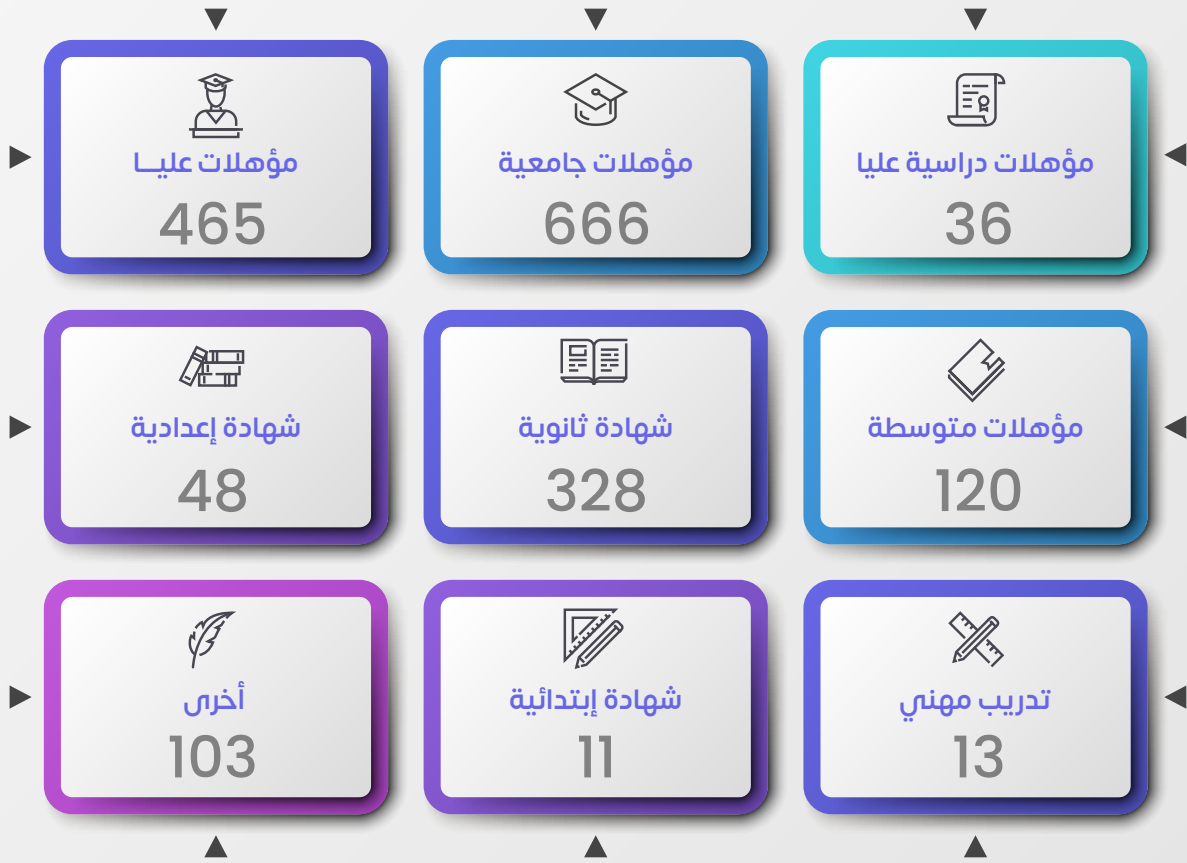 مؤهلات دراسية عليا
36
مؤهلات جامعية
666
مؤهلات عليــا
465
مؤهلات متوسطة
120
شهادة ثانوية
328
شهادة إعدادية
48
تدريب مهني
13
شهادة إبتدائية
11
أخرى
103